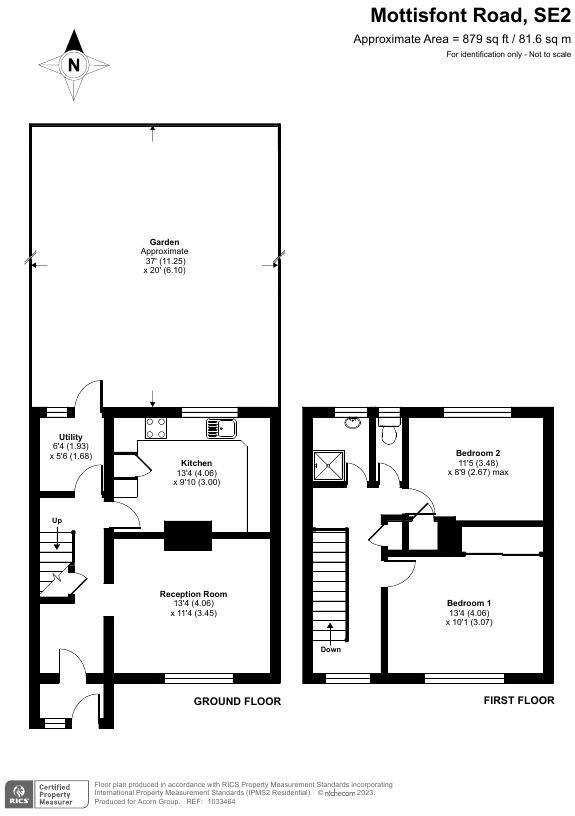 Mottisfont Road, SE2
Approximate Area = 879 sq ft / 81.6 sq m
For identification only - Not to scale
N
Garden
Approximate
37' (11.25)
x 20' (6.10)
Utility
6'4 (1.93)
x 5'6 (1.68)
Kitchen
13'4 (4.06)
x 9'10 (3.00)
Up
Reception Room
13'4 (4.06)
x 11'4 (3.45)
GROUND FLOOR
Bedroom 2
11'5 (3.48)
x 8'9 (2.67) max
Bedroom 1
13'4 (4.06)
x 10'1 (3.07)
Down
FIRST FLOOR
RICS
Certified
Property
Measurer
Floor plan produced in accordance with RICS Property Measurement Standards incorporating
International Property Measurement Standards (IPMS2 Residential). © nichecom 2023.
Produced for Acorn Group. REF: 1033464